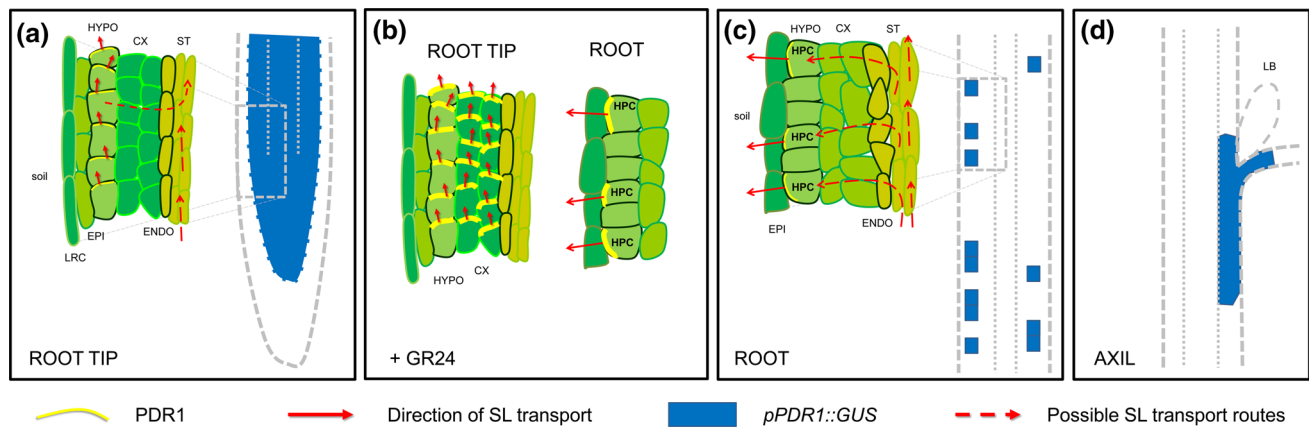 (a)
HYPO CX ST
soil
EPI ENDO
LRC
ROOT TIP
(b)
ROOT TIP ROOT
HPC
HPC
HPC
HYPO CX
+ GR24
(c)
HYPO CX ST
HPC
soil
HPC
HPC
EPI ENDO
ROOT
(d)
LB
AXIL
PDR1 Direction of SL transport pPDR1::GUS Possible SL transport routes